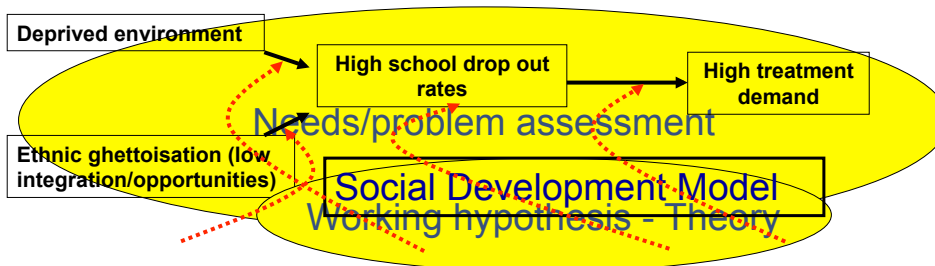 Deprived environment
High school drop out
rates
High treatment
demand
Needs/problem assessment
Ethnic ghettoisation (low
integration/opportunities)
Social Development Model
Working hypothesis - Theory